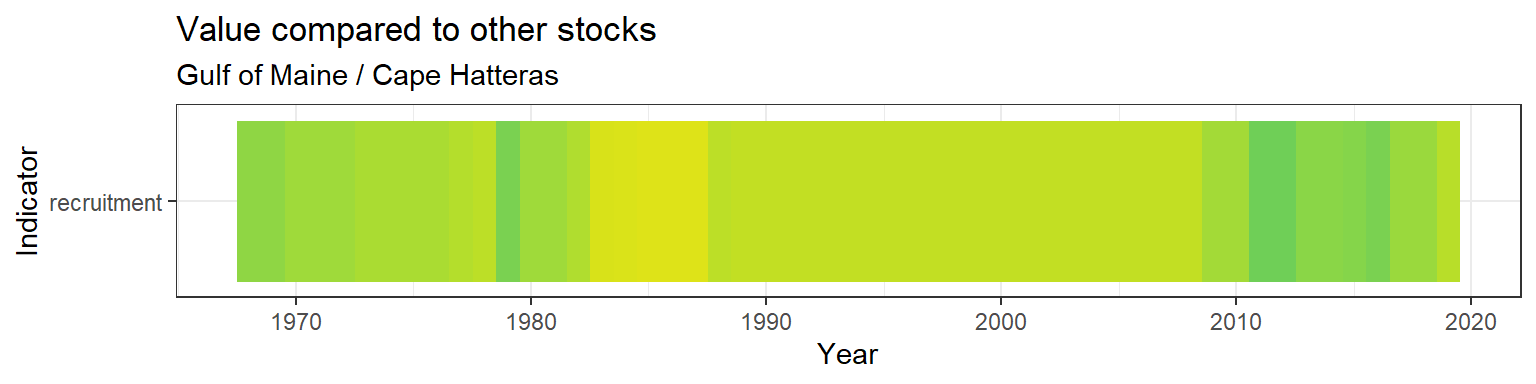 Value compared to other stocks
Gulf of Maine / Cape Hatteras
Indicator
recruitment
1970 1980 1990 2000 2010 2020
Year